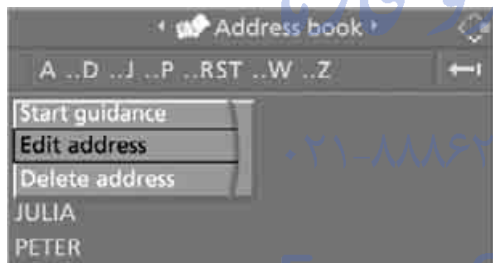 Address book
A ..D ..J ..P ..RST ..W ..Z
Start guidance
Edit address
Delete address
JULIA
PETER